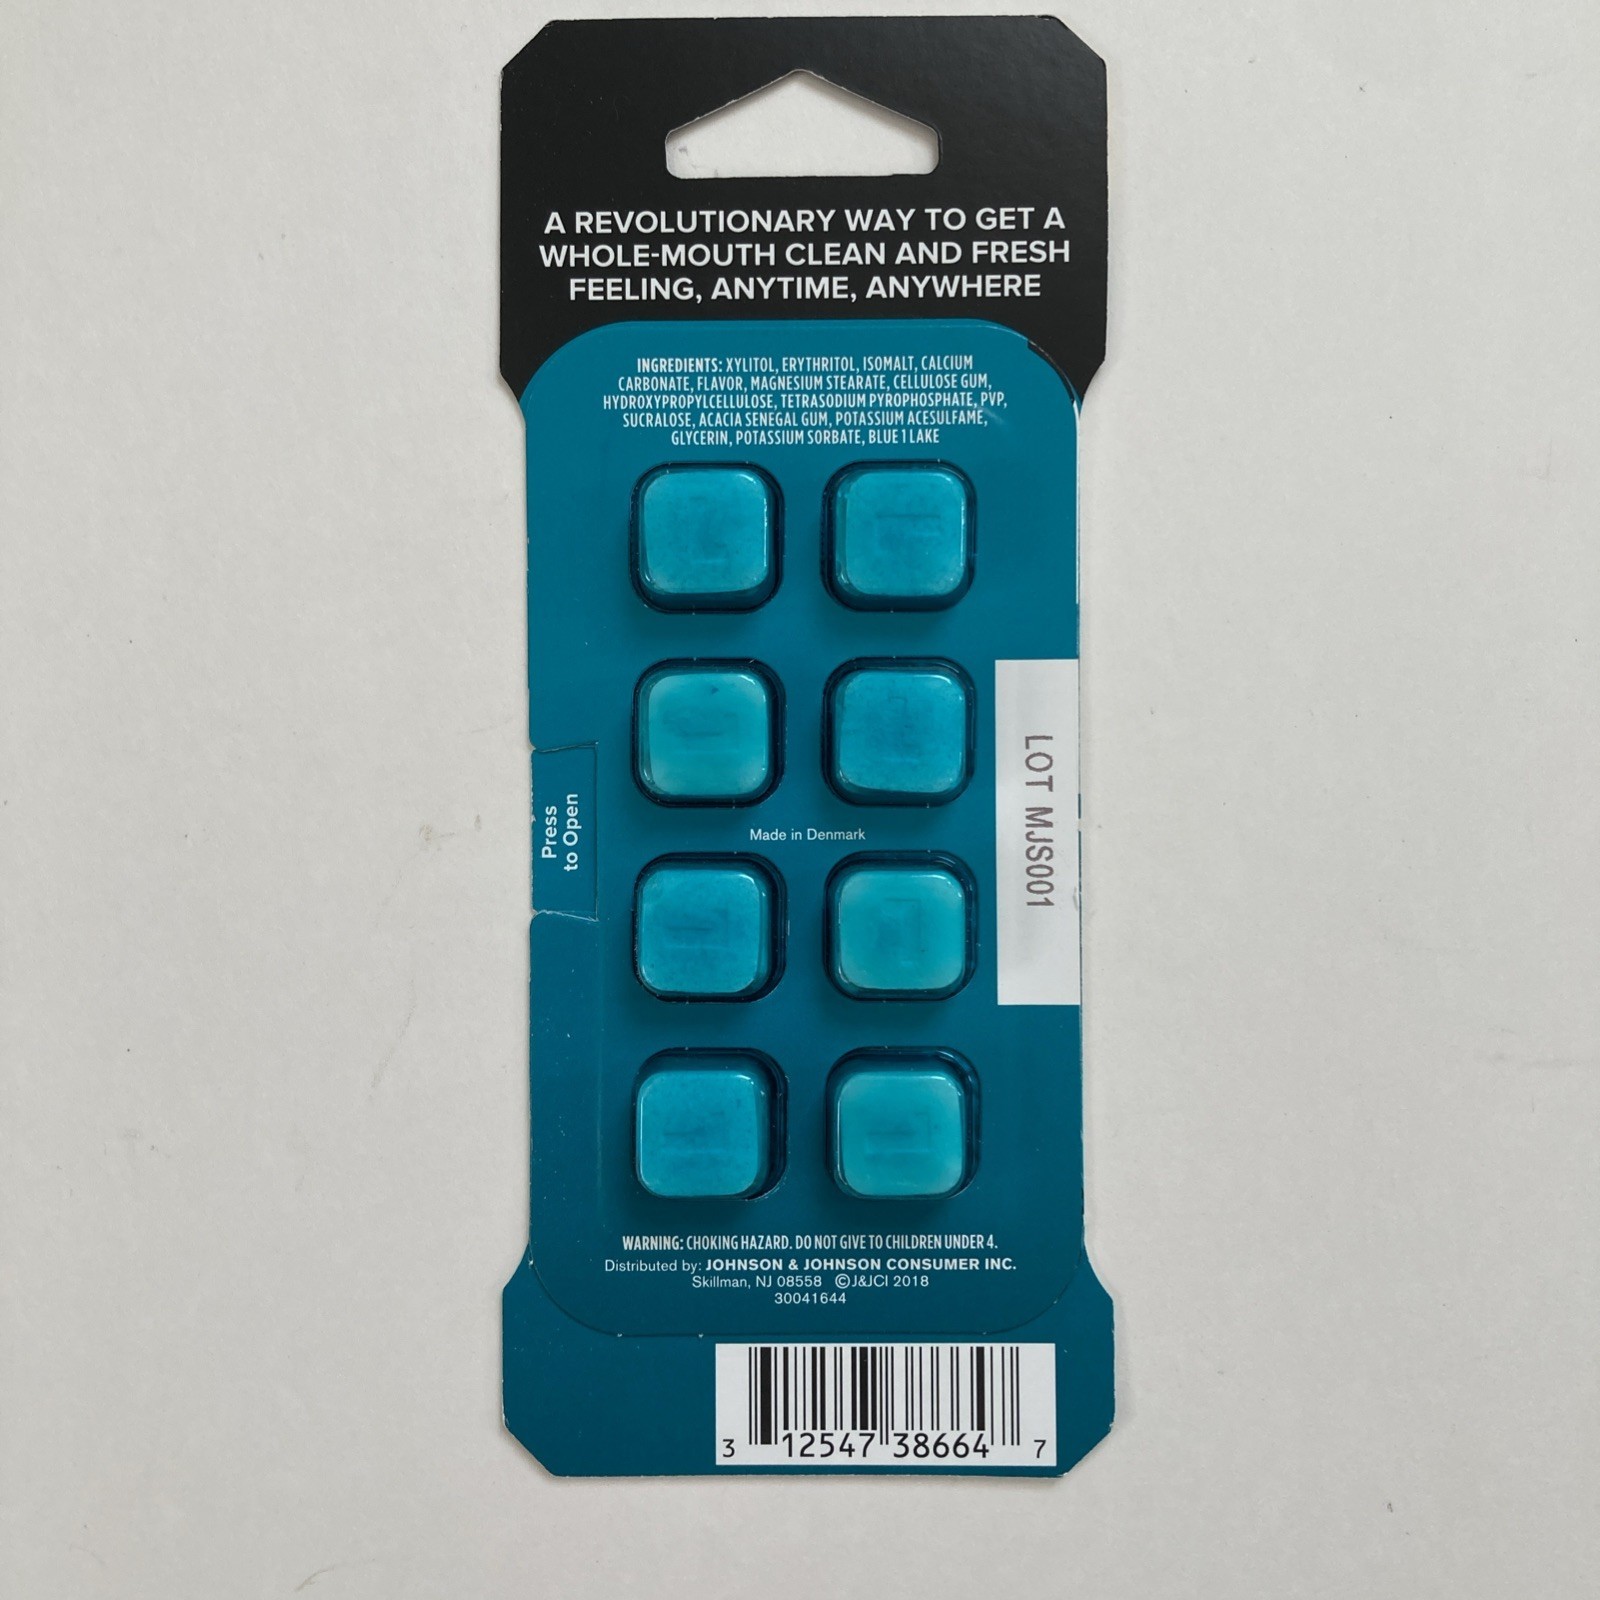 A REVOLUTIONARY WAY TO GET A
WHOLE-MOUTH CLEAN AND FRESH
FEELING, ANYTIME, ANYWHERE
INGREDIENTS: XYLITOL, ERYTHRITOL, ISOMALT, CALCIUM
CARBONATE, FLAVOR, MAGNESIUM STEARATE, CELLULOSE GUM,
HYDROXYPROPYLCELLULOSE, TETRASODIUM PYROPHOSPHATE, PVP,
SUCRALOSE, ACACIA SENEGAL GUM, POTASSIUM ACESULFAME,
GLYCERIN, POTASSIUM SORBATE, BLUE 1 LAKE
Press
to Open
Made in Denmark
LOT MJS001
WARNING: CHOKING HAZARD. DO NOT GIVE TO CHILDREN UNDER 4.
Distributed by: JOHNSON & JOHNSON CONSUMER INC.
Skillman, NJ 08558 ©J&JCI 2018
30041644
3 12547 38664 7